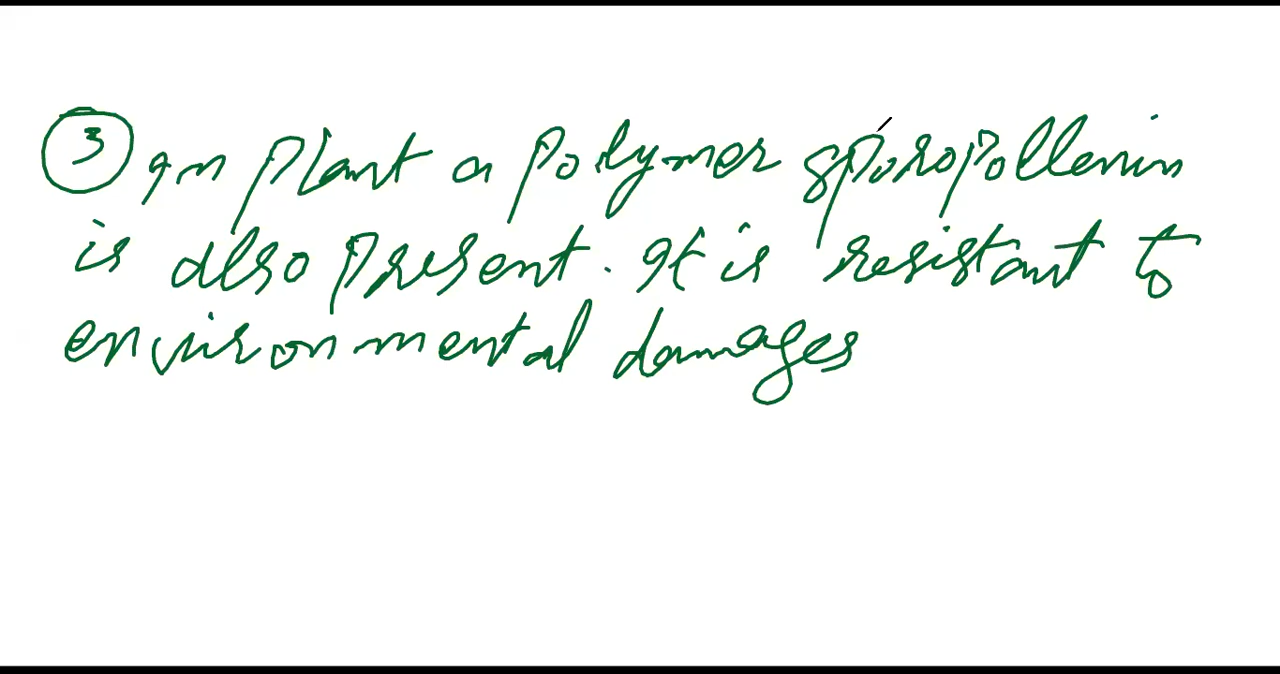 3 In plant a polymer sporopollenin
is also present. It is resistant to
environmental damages